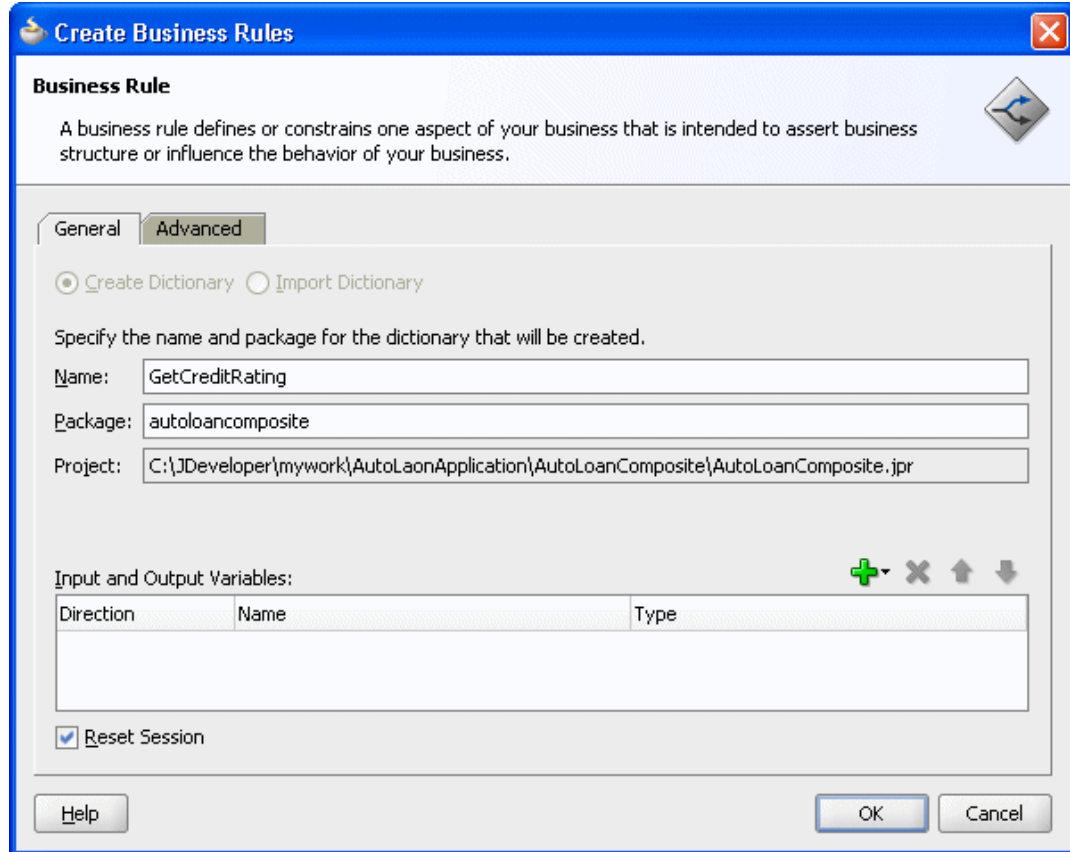 Create Business Rules
Business Rule
A business rule defines or constrains one aspect of your business that is intended to assert business
structure or influence the behavior of your business.
General Advanced
Create Dictionary Import Dictionary
Specify the name and package for the dictionary that will be created.
Name: GetCreditRating
Package: autoloancomposite
Project: C:\JDeveloper\mywork\AutoLaonApplication\AutoLoanComposite\AutoLoanComposite.jpr
Input and Output Variables:
Direction Name Type
Reset Session
Help OK Cancel